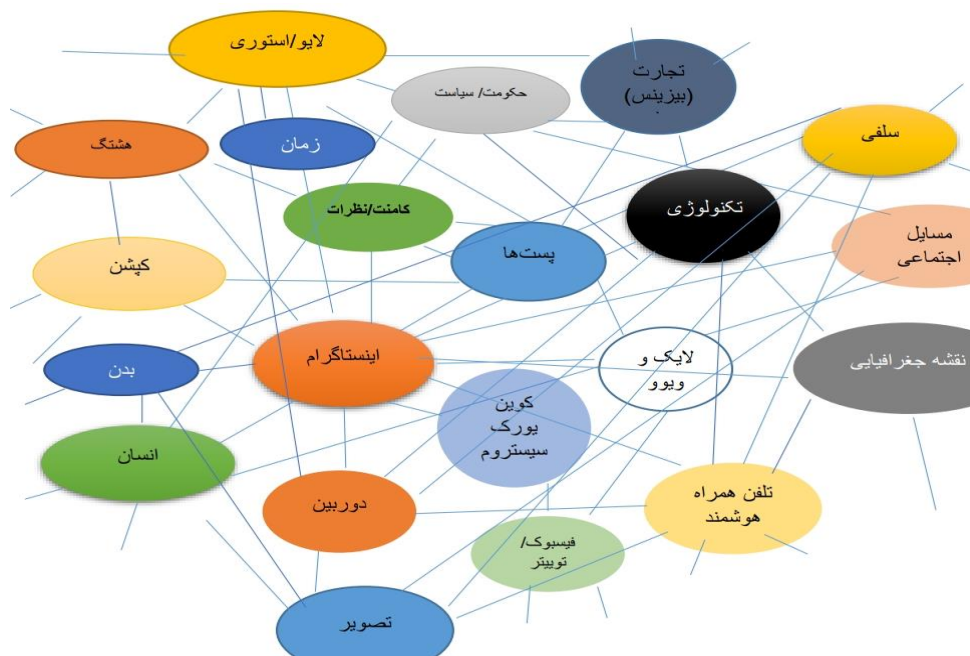 لایو/استوری
تجارت
(بیزینس)
.
حکومت/ سیاست
سلفی
هشتگ
زمان
کامنت/نظرات
تکنولوژی
مسایل
اجتماعی
پست‌ها
کپشن
اینستاگرام
لایک و
ویوو
نقشه جغرافیایی
بدن
کوین
یورک
سیستروم
انسان
دوربین
تلفن همراه
هوشمند
فیسبوک/
توییتر
تصویر